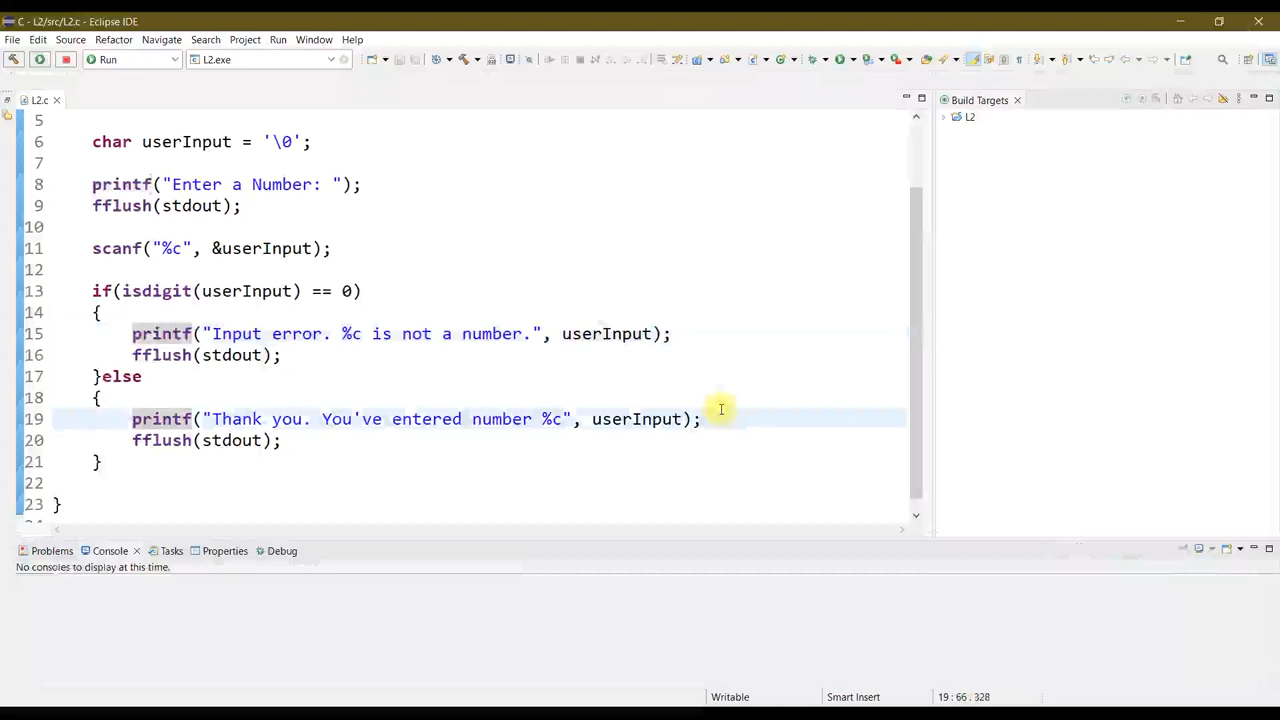 C - L2/src/L2.c - Eclipse IDE
File Edit Source Refactor Navigate Search Project Run Window Help
Run L2.exe
L2.c
5
6 char userInput = '\0';
7
8 printf("Enter a Number: ");
9 fflush(stdout);
10
11 scanf("%c", &userInput);
12
13 if(isdigit(userInput) == 0)
14 {
15 printf("Input error. %c is not a number.", userInput);
16 fflush(stdout);
17 }else
18 {
19 printf("Thank you. You've entered number %c", userInput);
20 fflush(stdout);
21 }
22
23 }
Build Targets
L2
Problems Console Tasks Properties Debug
No consoles to display at this time.
Writable Smart Insert 19 : 66 . 328